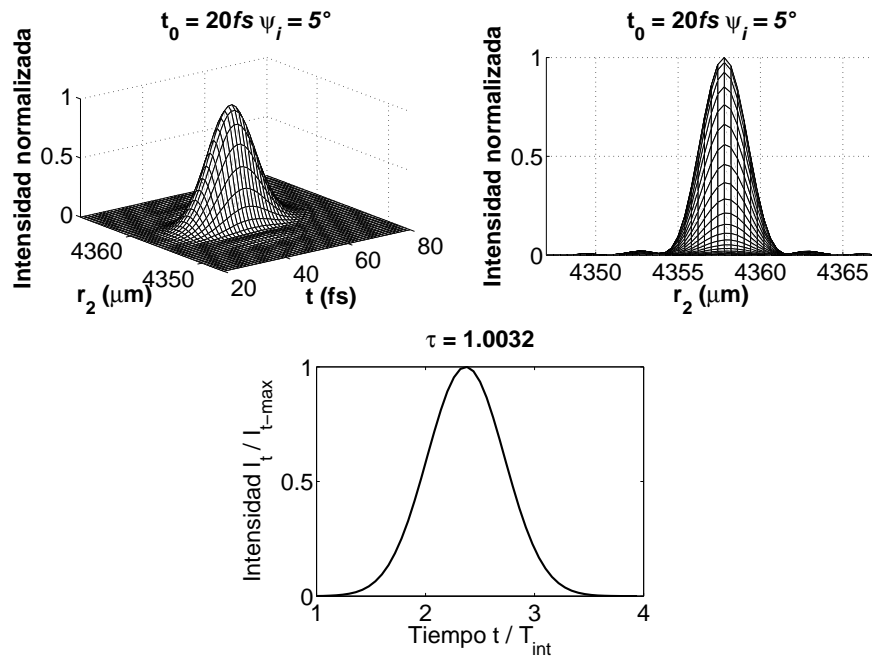 t₀ = 20fs ψᵢ = 5°
Intensidad normalizada
1
0.5
0
4360
4350
r₂ (μm)
20
40
60
80
t (fs)
t₀ = 20fs ψᵢ = 5°
Intensidad normalizada
1
0.5
0
4350 4355 4360 4365
r₂ (μm)
τ = 1.0032
Intensidad I_t / I_t−max
1
0.5
0
1 2 3 4
Tiempo t / T_int